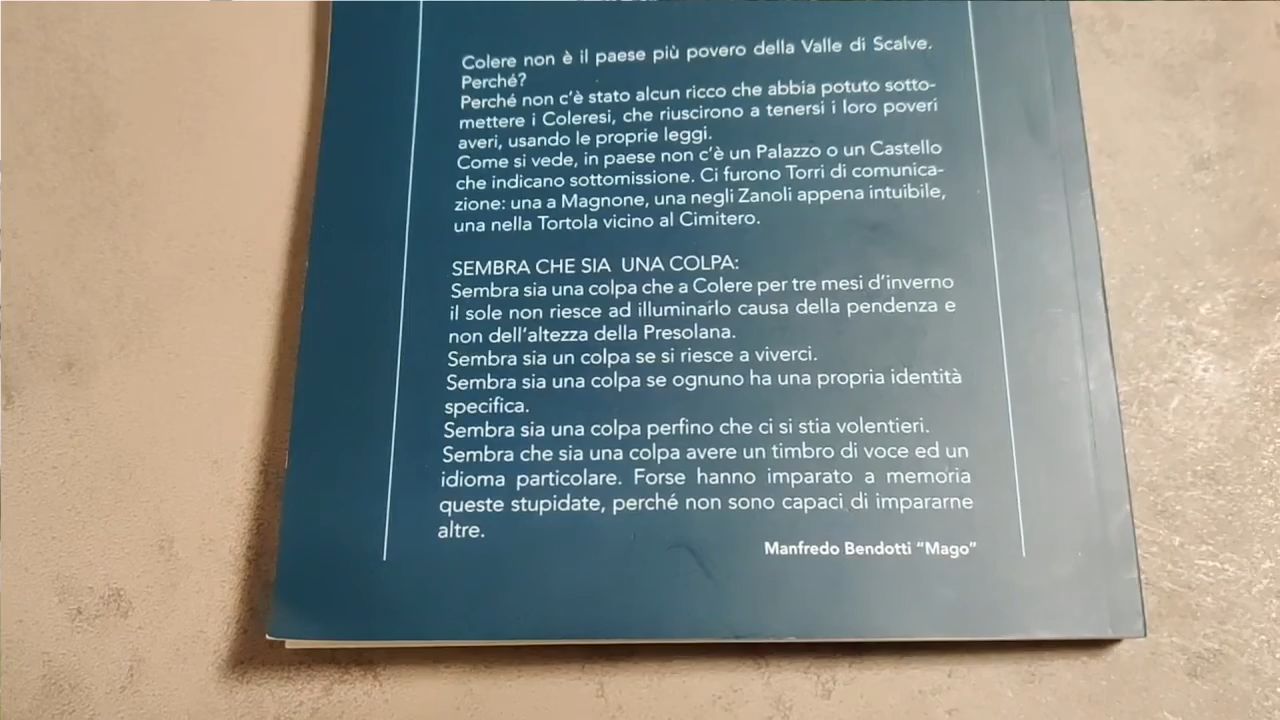 Colere non è il paese più povero della Valle di Scalve.
Perché?
Perché non c'è stato alcun ricco che abbia potuto sotto-
mettere i Coleresi, che riuscirono a tenersi i loro poveri
averi, usando le proprie leggi.
Come si vede, in paese non c'è un Palazzo o un Castello
che indicano sottomissione. Ci furono Torri di comunica-
zione: una a Magnone, una negli Zanoli appena intuibile,
una nella Tortola vicino al Cimitero.
SEMBRA CHE SIA UNA COLPA:
Sembra sia una colpa che a Colere per tre mesi d'inverno
il sole non riesce ad illuminarlo causa della pendenza e
non dell'altezza della Presolana.
Sembra sia un colpa se si riesce a viverci.
Sembra sia una colpa se ognuno ha una propria identità
specifica.
Sembra sia una colpa perfino che ci si stia volentieri.
Sembra che sia una colpa avere un timbro di voce ed un
idioma particolare. Forse hanno imparato a memoria
queste stupidate, perché non sono capaci di impararne
altre.
Manfredo Bendotti "Mago"